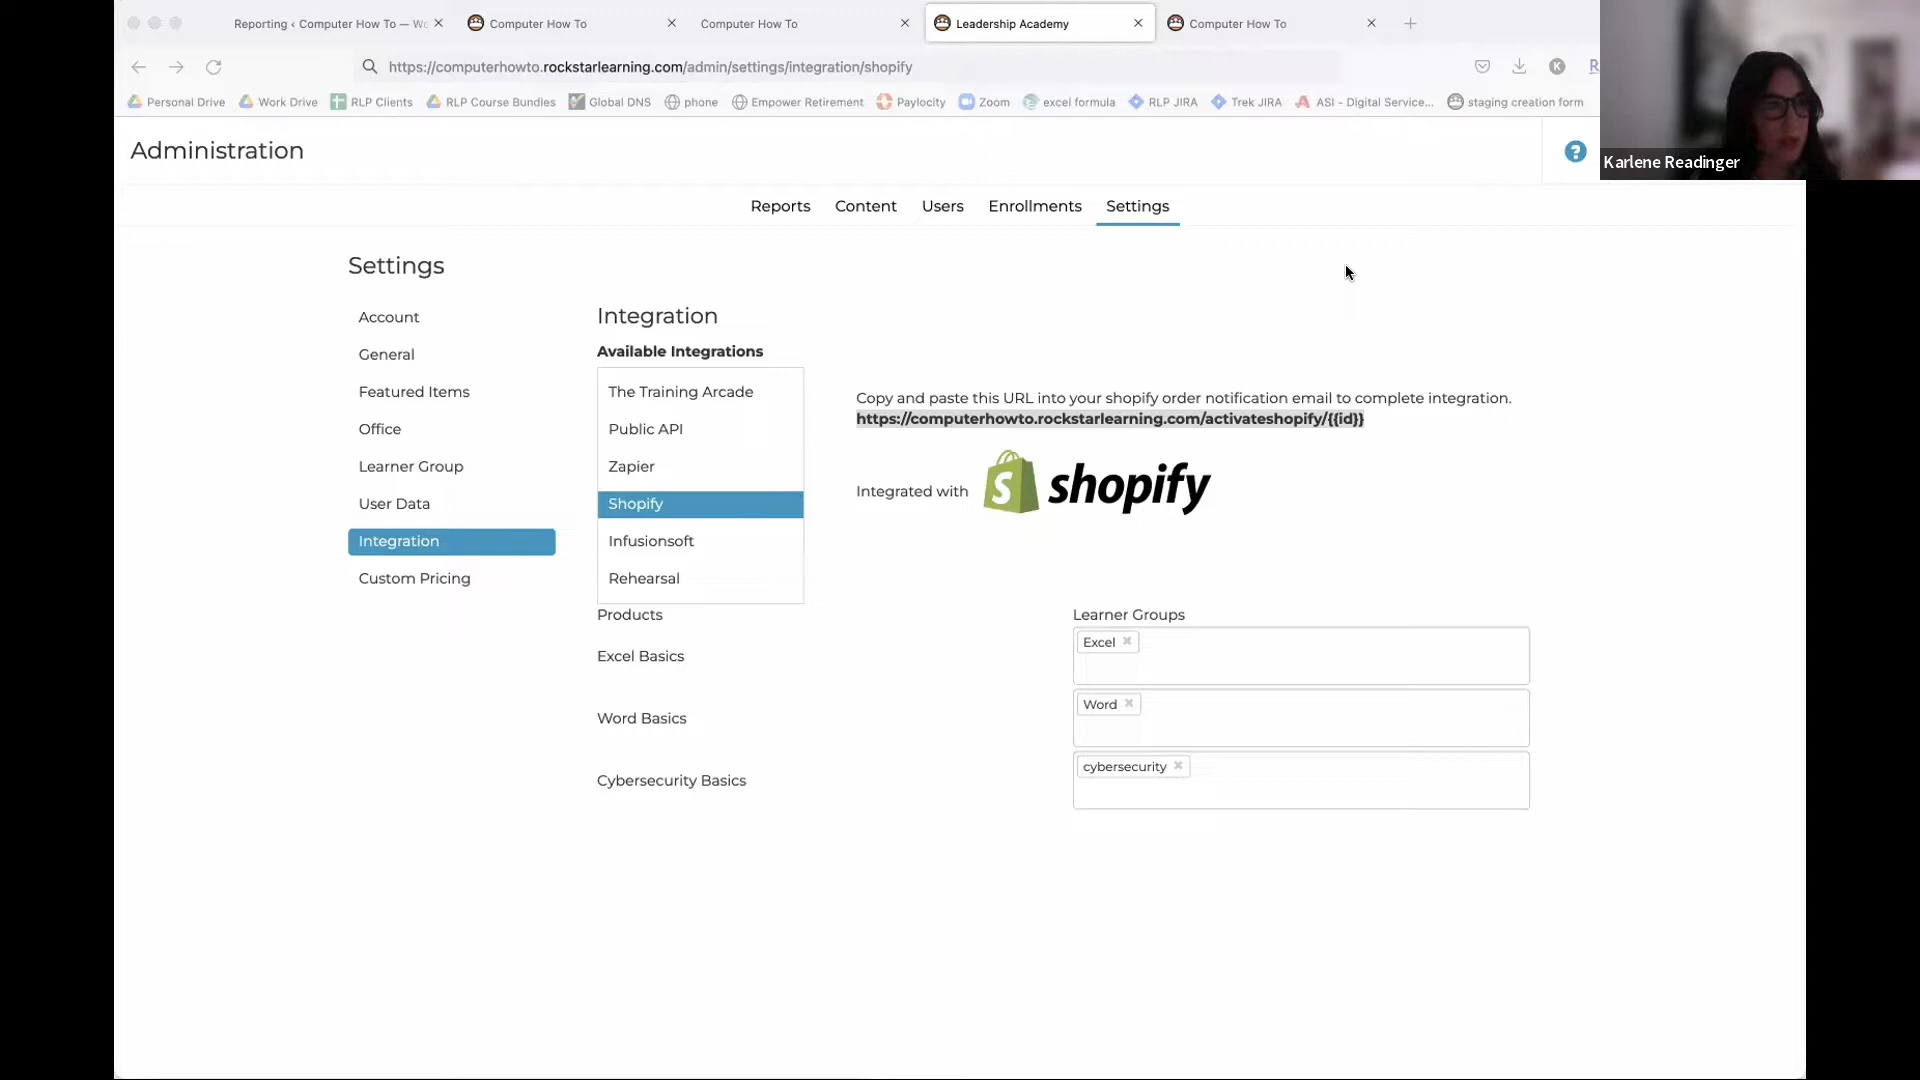 Reporting ‹ Computer How To — Wo
Computer How To
Computer How To
Leadership Academy
Computer How To
https://computerhowto.rockstarlearning.com/admin/settings/integration/shopify
K
R
Personal Drive
Work Drive
RLP Clients
RLP Course Bundles
Global DNS
phone
Empower Retirement
Paylocity
Zoom
excel formula
RLP JIRA
Trek JIRA
ASI - Digital Service...
staging creation form
Administration
?
Karlene Readinger
Reports
Content
Users
Enrollments
Settings
Settings
Account
General
Featured Items
Office
Learner Group
User Data
Integration
Custom Pricing
Integration
Available Integrations
The Training Arcade
Public API
Zapier
Shopify
Infusionsoft
Rehearsal
Copy and paste this URL into your shopify order notification email to complete integration.
https://computerhowto.rockstarlearning.com/activateshopify/{{id}}
Integrated with
shopify
Products
Learner Groups
Excel Basics
Excel
Word Basics
Word
Cybersecurity Basics
cybersecurity